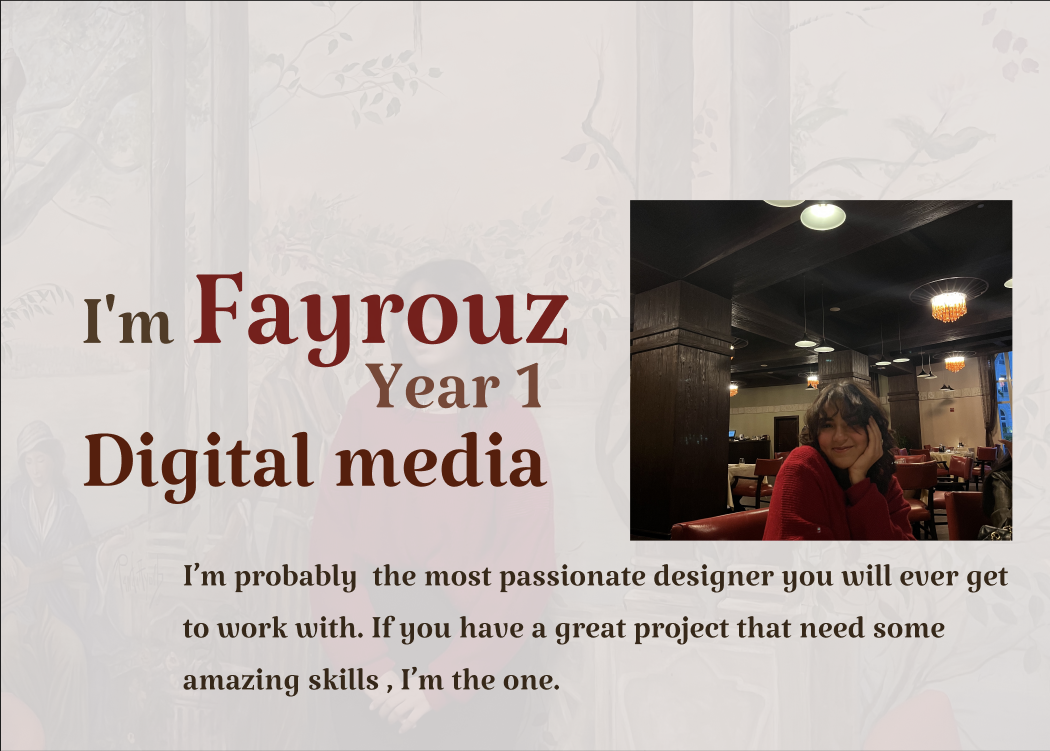 I'm Fayrouz
Year 1
Digital media
I’m probably  the most passionate designer you will ever get
to work with. If you have a great project that need some
amazing skills , I’m the one.